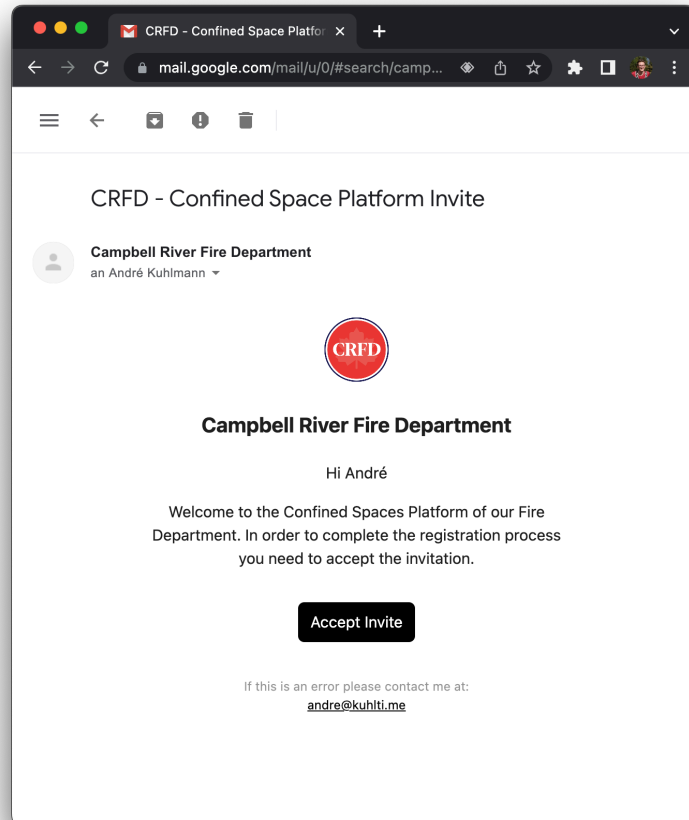 CRFD - Confined Space Platfor
mail.google.com/mail/u/0/#search/camp...
CRFD - Confined Space Platform Invite
Campbell River Fire Department
an André Kuhlmann
CRFD
Campbell River Fire Department
Hi André
Welcome to the Confined Spaces Platform of our Fire
Department. In order to complete the registration process
you need to accept the invitation.
Accept Invite
If this is an error please contact me at:
andre@kuhlti.me